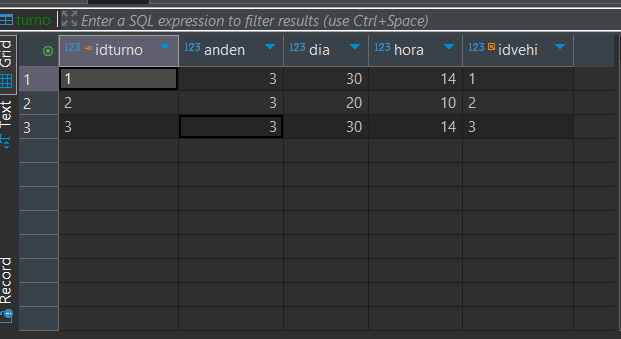 turno Enter a SQL expression to filter results (use Ctrl+Space)
Grid
Text
Record
123 idturno 123 anden 123 dia 123 hora 123 idvehi
1 1 3 30 14 1
2 2 3 20 10 2
3 3 3 30 14 3